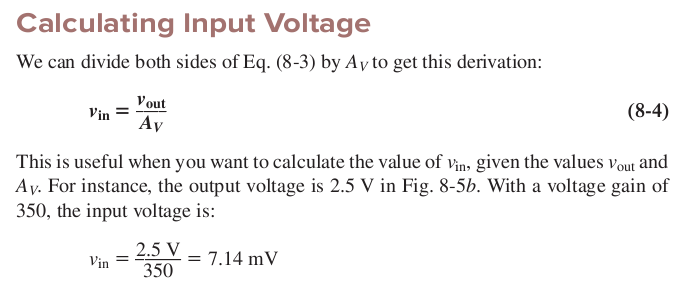 Calculating Input Voltage
We can divide both sides of Eq. (8-3) by A_V to get this derivation:
v_in = v_out / A_V (8-4)
This is useful when you want to calculate the value of v_in, given the values v_out and
A_V. For instance, the output voltage is 2.5 V in Fig. 8-5b. With a voltage gain of
350, the input voltage is:
v_in = 2.5 V / 350 = 7.14 mV